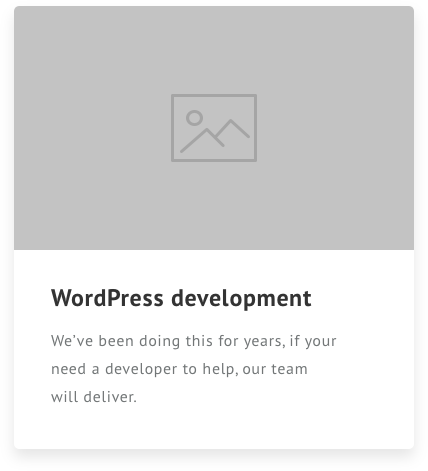 WordPress development
We've been doing this for years, if your
need a developer to help, our team
will deliver.